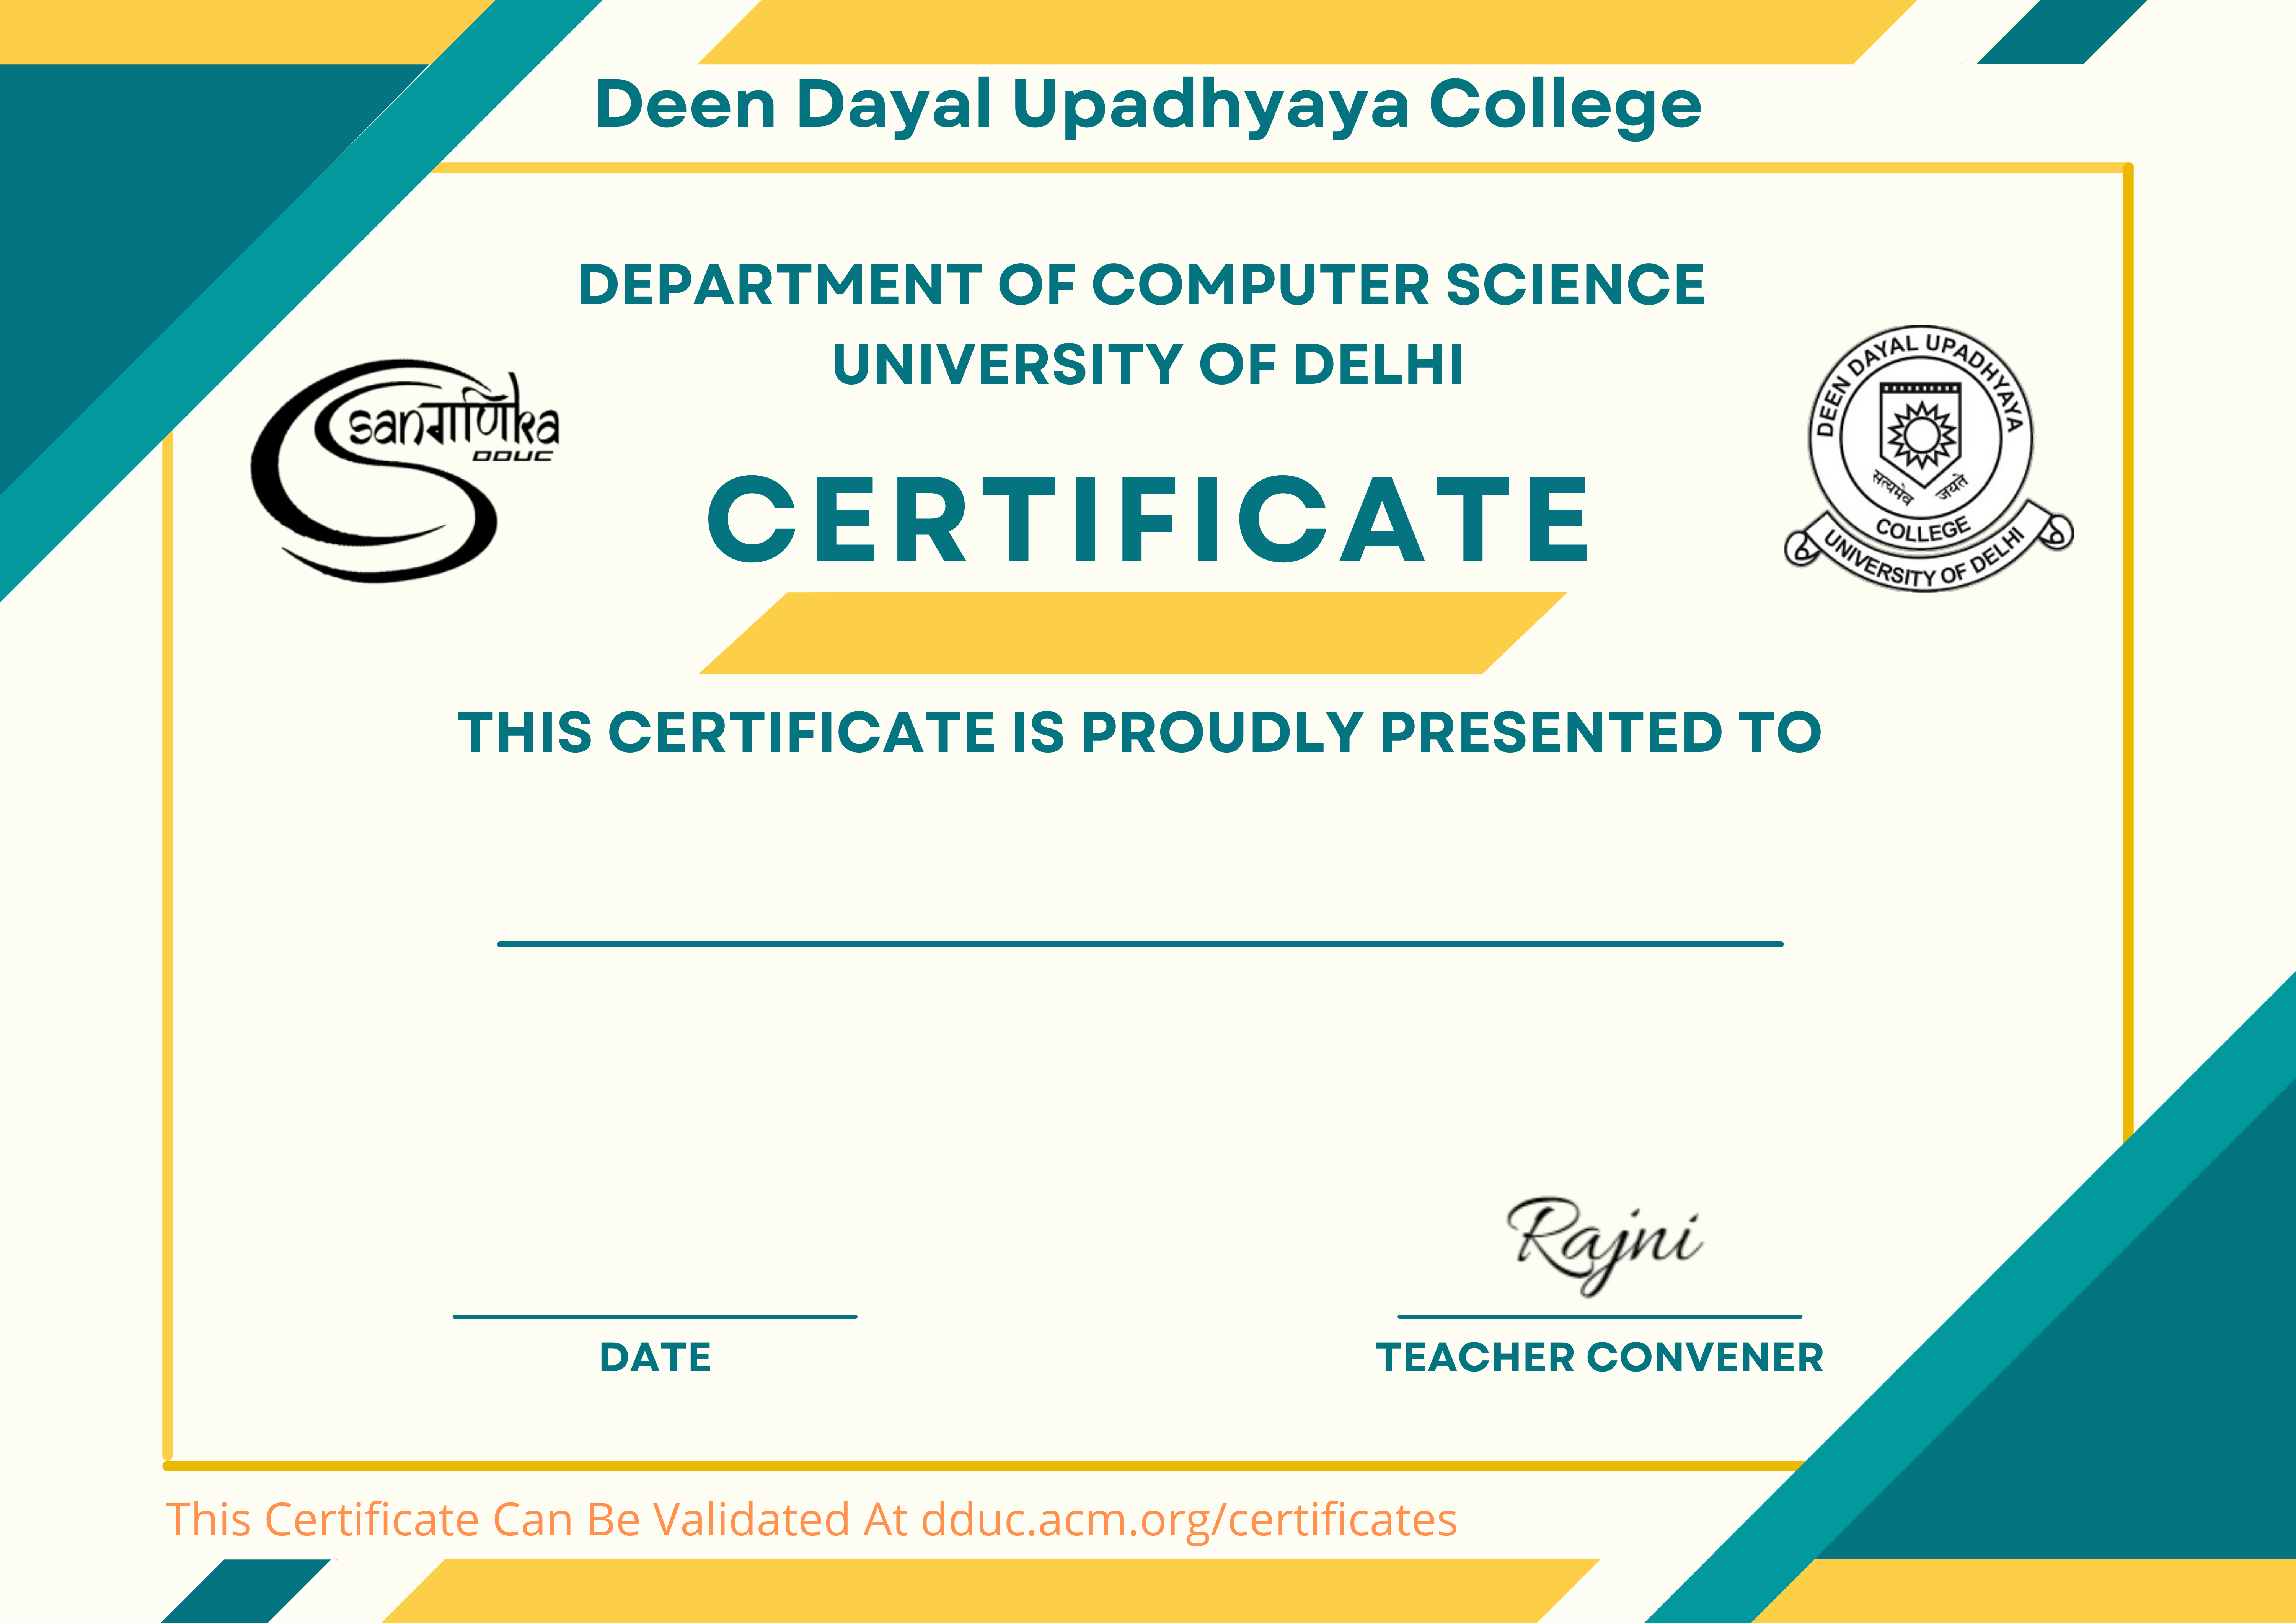 Deen Dayal Upadhyaya College
DEPARTMENT OF COMPUTER SCIENCE
UNIVERSITY OF DELHI
sanगणिka
DDUC
DEEN DAYAL UPADHYAYA
सत्यमेव जयते
COLLEGE
UNIVERSITY OF DELHI
CERTIFICATE
THIS CERTIFICATE IS PROUDLY PRESENTED TO
Rajni
DATE
TEACHER CONVENER
This Certificate Can Be Validated At dduc.acm.org/certificates